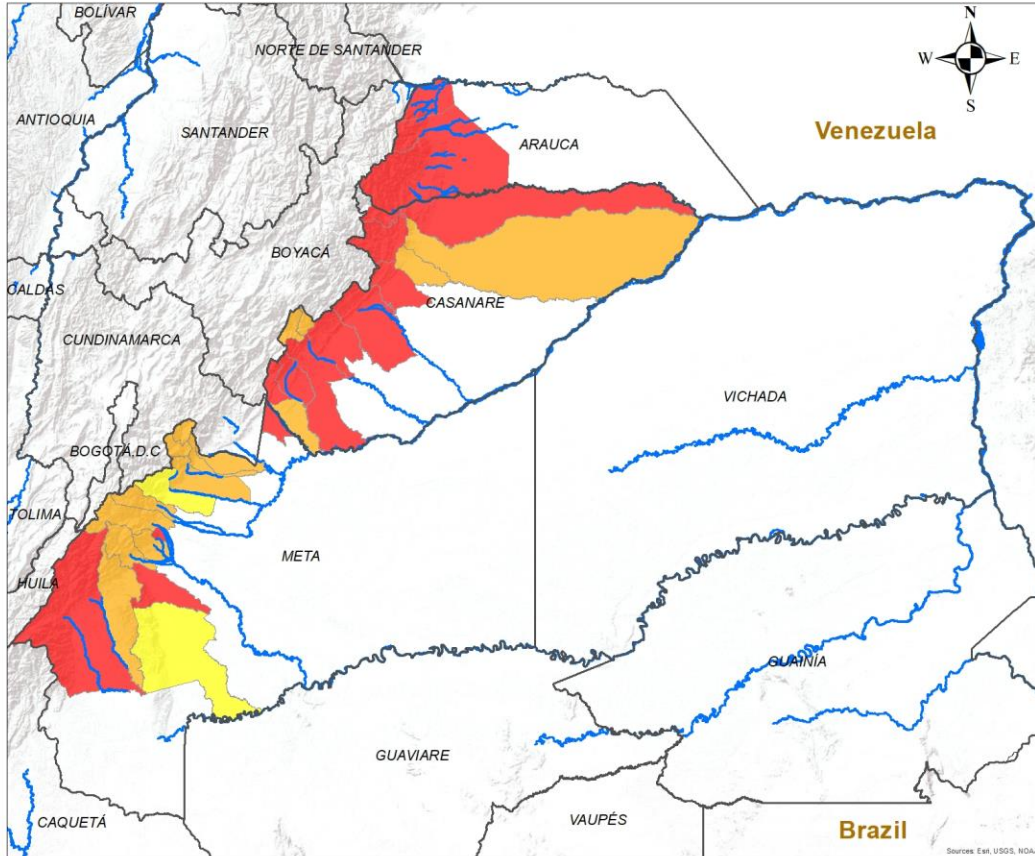 BOLÍVAR
N
NORTE DE SANTANDER
W E
S
ANTIOQUIA
SANTANDER
Venezuela
ARAUCA
BOYACÁ
CALDAS
CASANARE
CUNDINAMARCA
VICHADA
BOGOTÁ,D.C
TOLIMA
META
HUILA
GUAINÍA
GUAVIARE
CAQUETÁ
VAUPÉS
Brazil
Sources: Esri, USGS, NOA